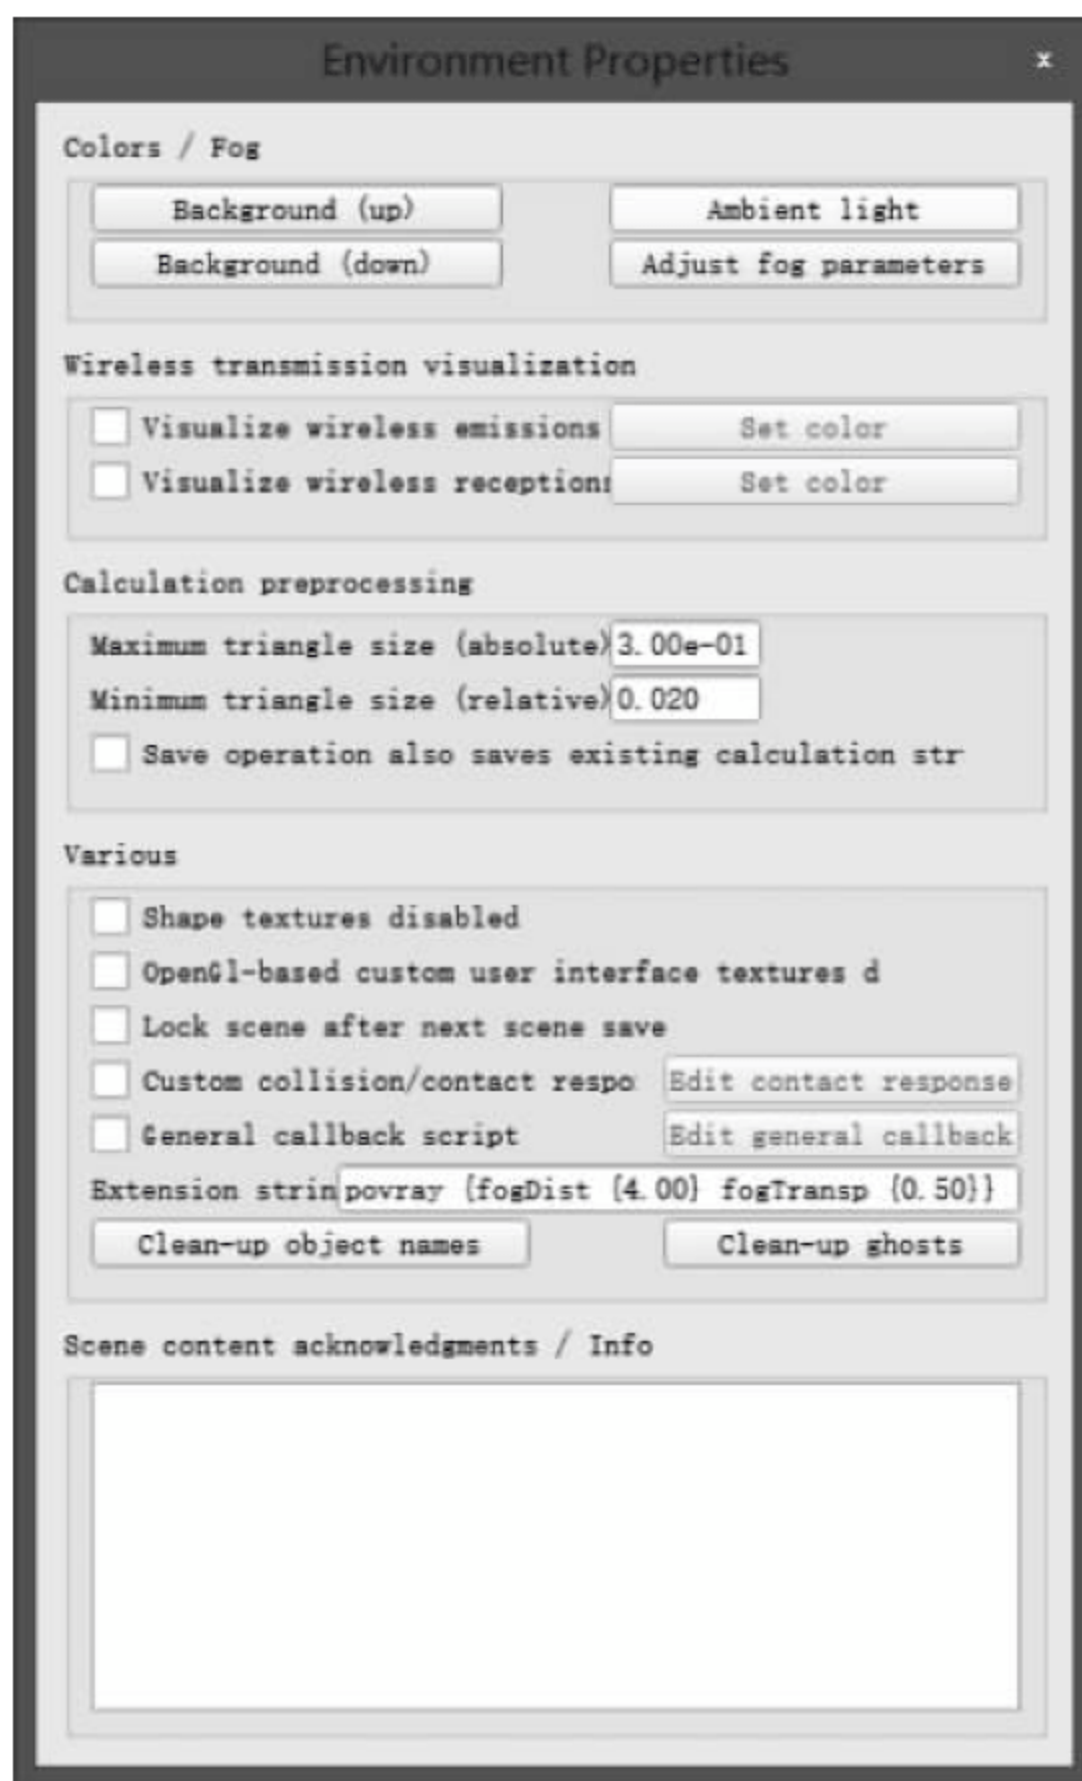 Environment Properties x
Colors / Fog
Background (up) Ambient light
Background (down) Adjust fog parameters
Wireless transmission visualization
Visualize wireless emissions Set color
Visualize wireless receptions Set color
Calculation preprocessing
Maximum triangle size (absolute) 3.00e-01
Minimum triangle size (relative) 0.020
Save operation also saves existing calculation str
Various
Shape textures disabled
OpenGl-based custom user interface textures d
Lock scene after next scene save
Custom collision/contact respo Edit contact response
General callback script Edit general callback
Extension strin povray {fogDist {4.00} fogTransp {0.50}}
Clean-up object names Clean-up ghosts
Scene content acknowledgments / Info